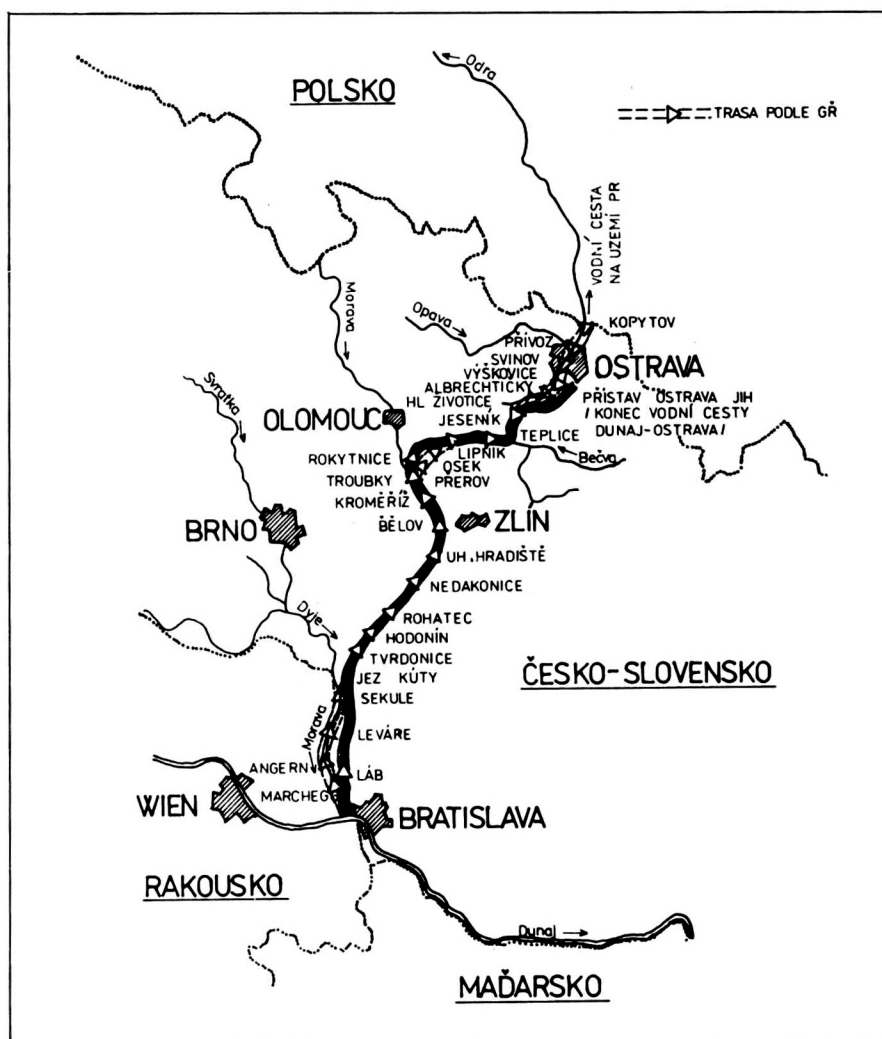 Odra
POLSKO
TRASA PODLE GŘ
VODNÍ CESTA
NA UZEMÍ PR
Morava
Opava
KOPYTOV
PŘÍVOZ
SVINOV
VÝŠKOVICE
OSTRAVA
ALBRECHTIČKY
HL ŽIVOTICE
PŘÍSTAV OSTRAVA JIH
/KONEC VODNÍ CESTY
DUNAJ-OSTRAVA/
Svratka
OLOMOUC
JESENÍK
TEPLICE
Bečva
LIPNÍK
ROKYTNICE
OSEK
TROUBKY
PŘEROV
KROMĚŘÍŽ
BRNO
BĚLOV
ZLÍN
UH.HRADIŠTĚ
NEDAKONICE
Dyje
ROHATEC
HODONÍN
TVRDONICE
ČESKO-SLOVENSKO
JEZ KÚTY
SEKULE
Morava
LEVÁRE
ANGERN
LÁB
WIEN
MARCHEGG
BRATISLAVA
RAKOUSKO
Dunaj
MAĎARSKO